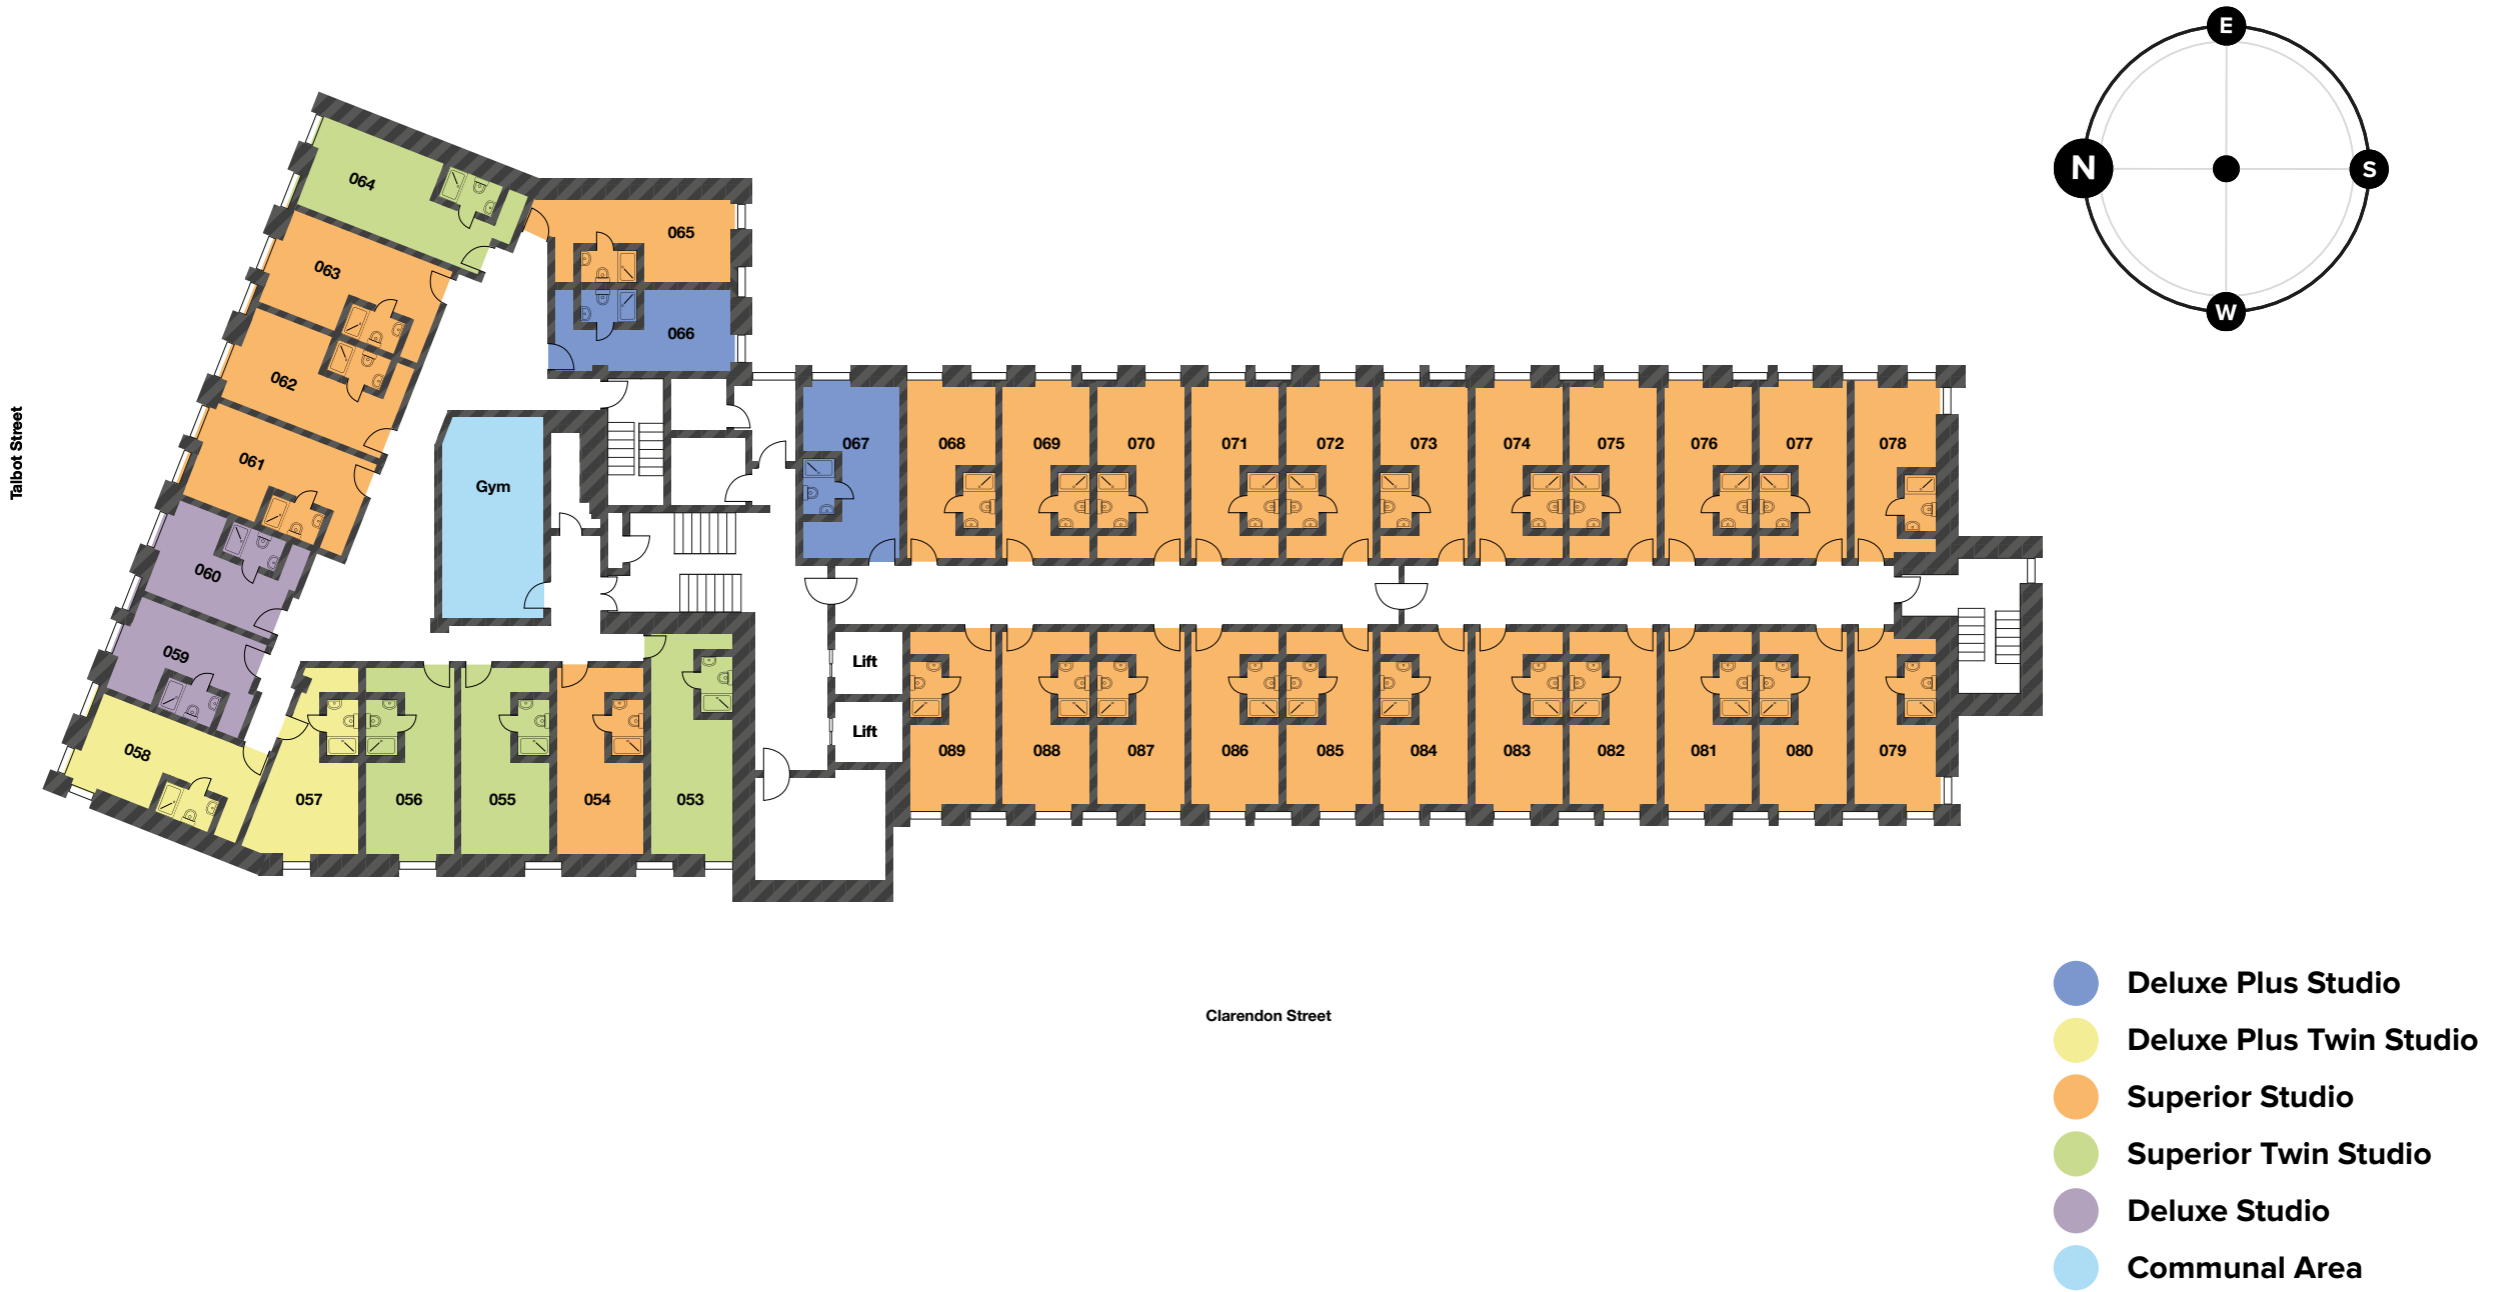 E
N
S
W
Talbot Street
064
063
062
061
060
059
058
065
066
Gym
067
068
069
070
071
072
073
074
075
076
077
078
Lift
Lift
057
056
055
054
053
089
088
087
086
085
084
083
082
081
080
079
Clarendon Street
Deluxe Plus Studio
Deluxe Plus Twin Studio
Superior Studio
Superior Twin Studio
Deluxe Studio
Communal Area